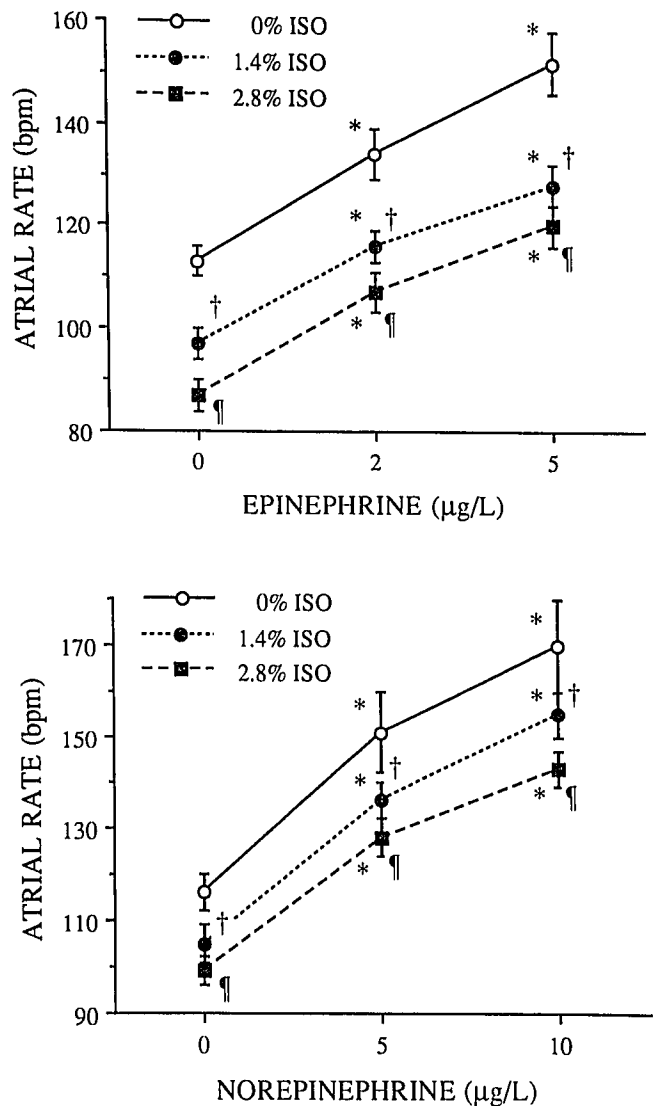 160
0% ISO
1.4% ISO
2.8% ISO
140
120
100
80
ATRIAL RATE (bpm)
* * * † * † * ¶ * ¶ † ¶
0 2 5
EPINEPHRINE (µg/L)
0% ISO
1.4% ISO
2.8% ISO
170
150
130
110
90
ATRIAL RATE (bpm)
* * * † * † * ¶ * ¶ † ¶
0 5 10
NOREPINEPHRINE (µg/L)